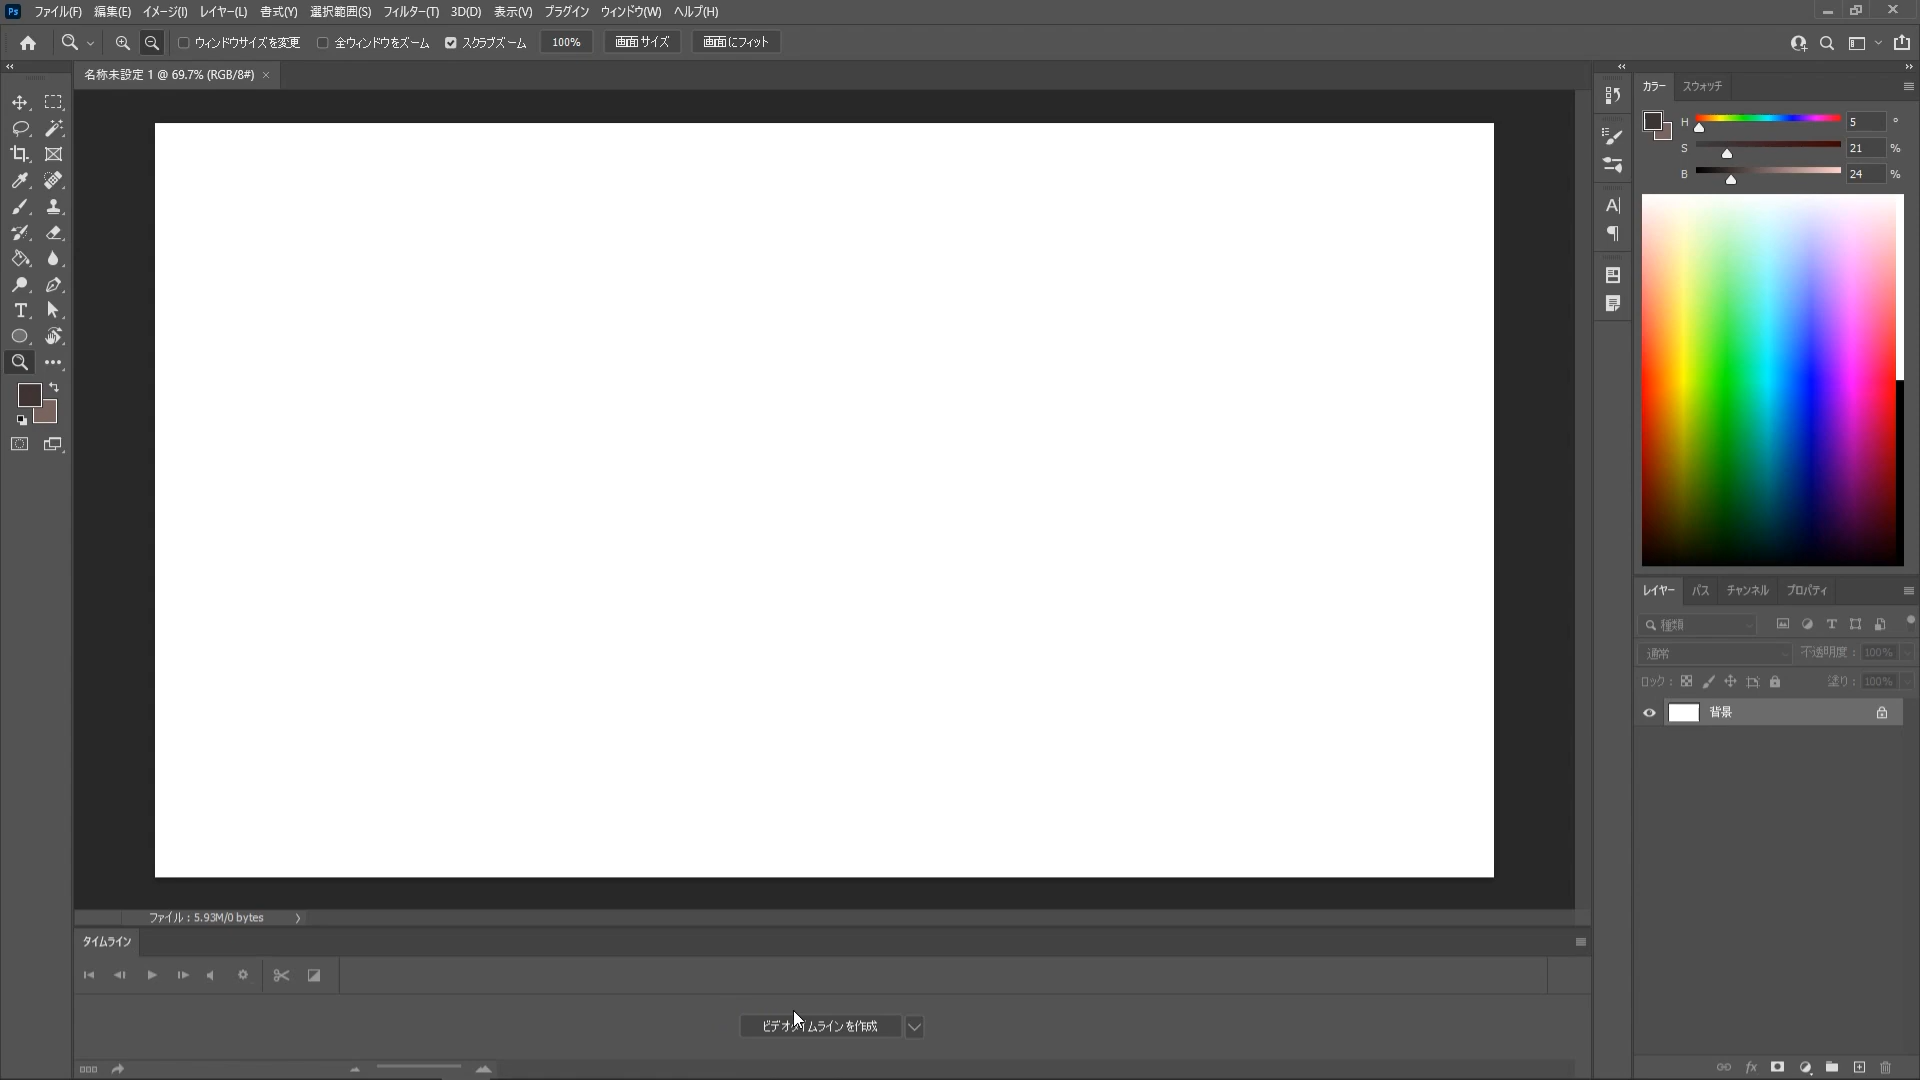 Ps ファイル(F) 編集(E) イメージ(I) レイヤー(L) 書式(Y) 選択範囲(S) フィルター(T) 3D(D) 表示(V) プラグイン ウィンドウ(W) ヘルプ(H)
ウィンドウサイズを変更 全ウィンドウをズーム スクラブズーム 100% 画面サイズ 画面にフィット
名称未設定 1 @ 69.7% (RGB/8#) ×
カラー スウォッチ
H 5 °
S 21 %
B 24 %
レイヤー パス チャンネル プロパティ
種類
通常 不透明度 : 100%
ロック : 塗り : 100%
背景
ファイル : 5.93M/0 bytes
タイムライン
ビデオタイムラインを作成
fx